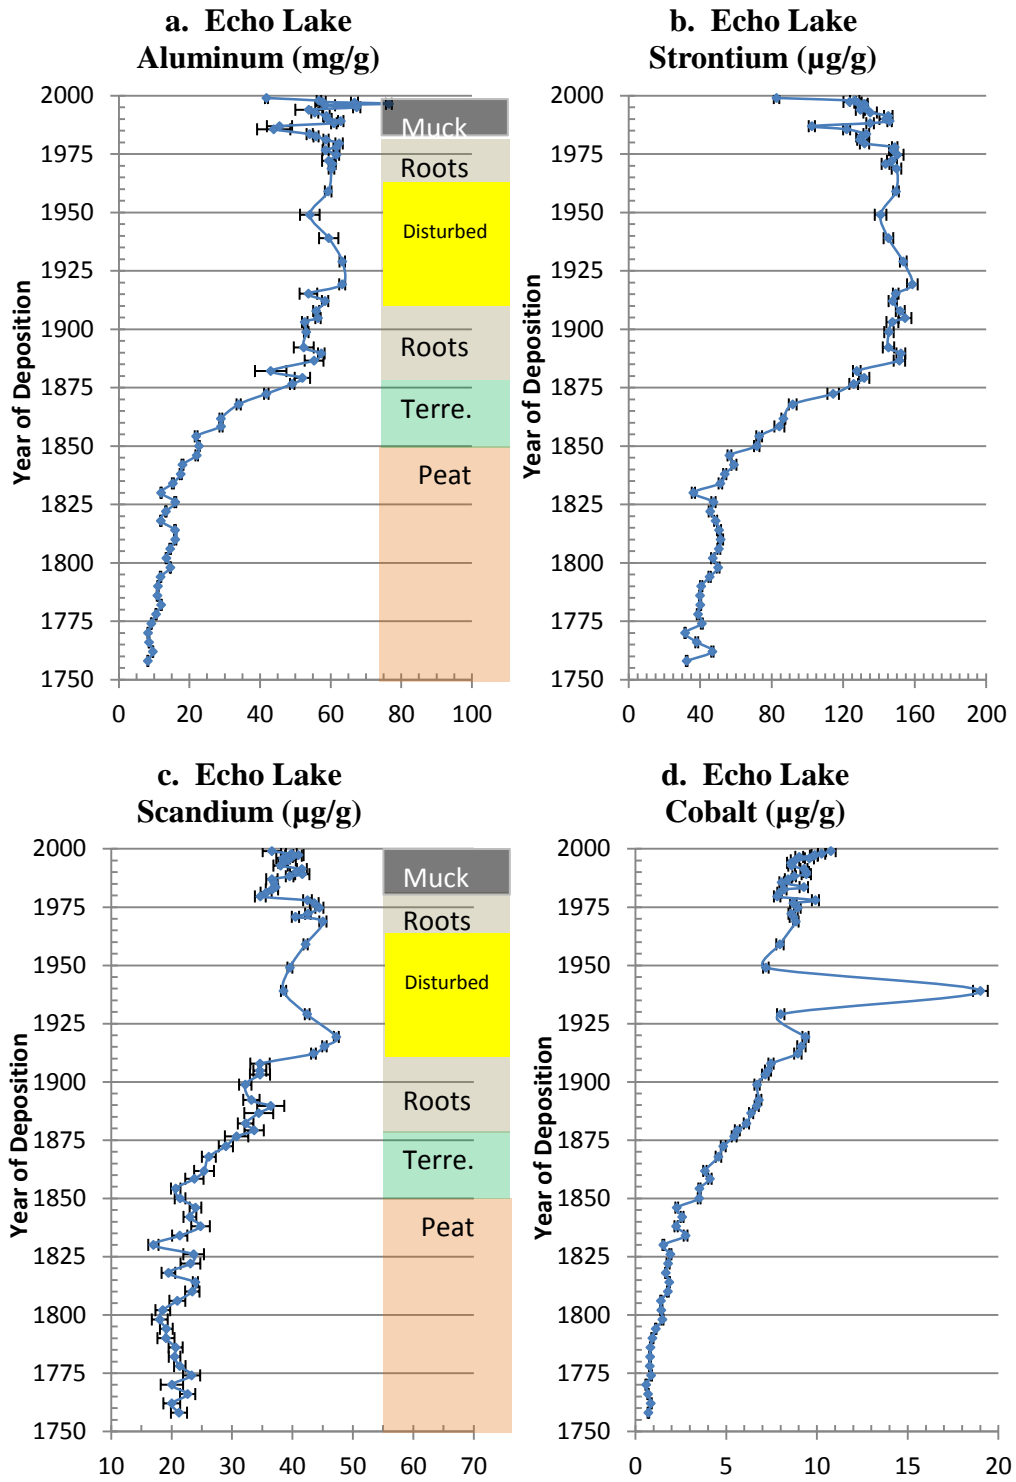 a. Echo Lake
Aluminum (mg/g)
Year of Deposition
2000
1975
1950
1925
1900
1875
1850
1825
1800
1775
1750
0 20 40 60 80 100
Muck
Roots
Disturbed
Roots
Terre.
Peat
b. Echo Lake
Strontium (µg/g)
Year of Deposition
2000
1975
1950
1925
1900
1875
1850
1825
1800
1775
1750
0 40 80 120 160 200
c. Echo Lake
Scandium (µg/g)
Year of Deposition
2000
1975
1950
1925
1900
1875
1850
1825
1800
1775
1750
10 20 30 40 50 60 70
Muck
Roots
Disturbed
Roots
Terre.
Peat
d. Echo Lake
Cobalt (µg/g)
Year of Deposition
2000
1975
1950
1925
1900
1875
1850
1825
1800
1775
1750
0 5 10 15 20